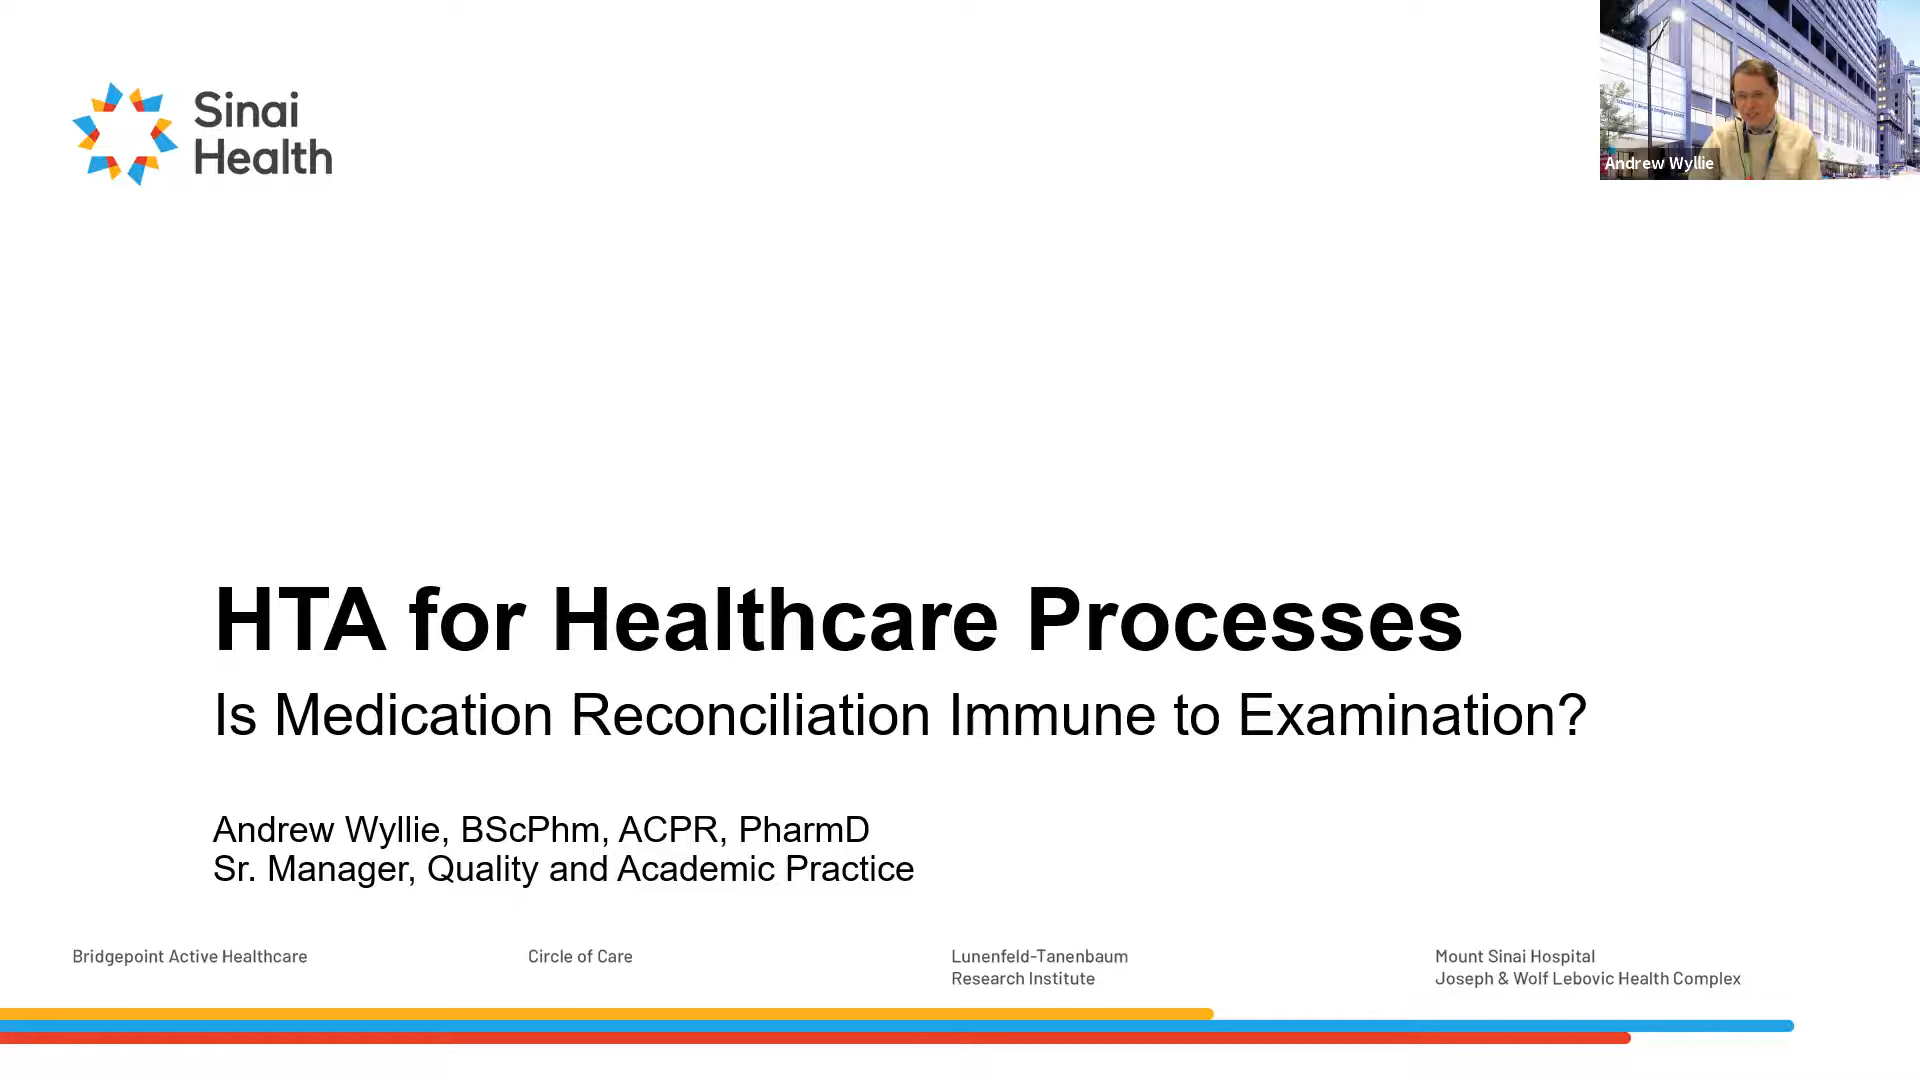 Sinai
Health
Andrew Wyllie
HTA for Healthcare Processes
Is Medication Reconciliation Immune to Examination?
Andrew Wyllie, BScPhm, ACPR, PharmD
Sr. Manager, Quality and Academic Practice
Bridgepoint Active Healthcare
Circle of Care
Lunenfeld-Tanenbaum
Research Institute
Mount Sinai Hospital
Joseph & Wolf Lebovic Health Complex